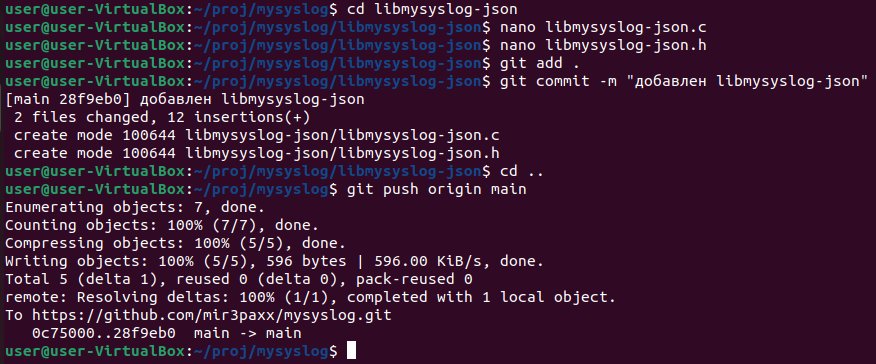 user@user-VirtualBox:~/proj/mysyslog$ cd libmysyslog-json
user@user-VirtualBox:~/proj/mysyslog/libmysyslog-json$ nano libmysyslog-json.c
user@user-VirtualBox:~/proj/mysyslog/libmysyslog-json$ nano libmysyslog-json.h
user@user-VirtualBox:~/proj/mysyslog/libmysyslog-json$ git add .
user@user-VirtualBox:~/proj/mysyslog/libmysyslog-json$ git commit -m "добавлен libmysyslog-json"
[main 28f9eb0] добавлен libmysyslog-json
 2 files changed, 12 insertions(+)
 create mode 100644 libmysyslog-json/libmysyslog-json.c
 create mode 100644 libmysyslog-json/libmysyslog-json.h
user@user-VirtualBox:~/proj/mysyslog/libmysyslog-json$ cd ..
user@user-VirtualBox:~/proj/mysyslog$ git push origin main
Enumerating objects: 7, done.
Counting objects: 100% (7/7), done.
Compressing objects: 100% (5/5), done.
Writing objects: 100% (5/5), 596 bytes | 596.00 KiB/s, done.
Total 5 (delta 1), reused 0 (delta 0), pack-reused 0
remote: Resolving deltas: 100% (1/1), completed with 1 local object.
To https://github.com/mir3paxx/mysyslog.git
   0c75000..28f9eb0  main -> main
user@user-VirtualBox:~/proj/mysyslog$